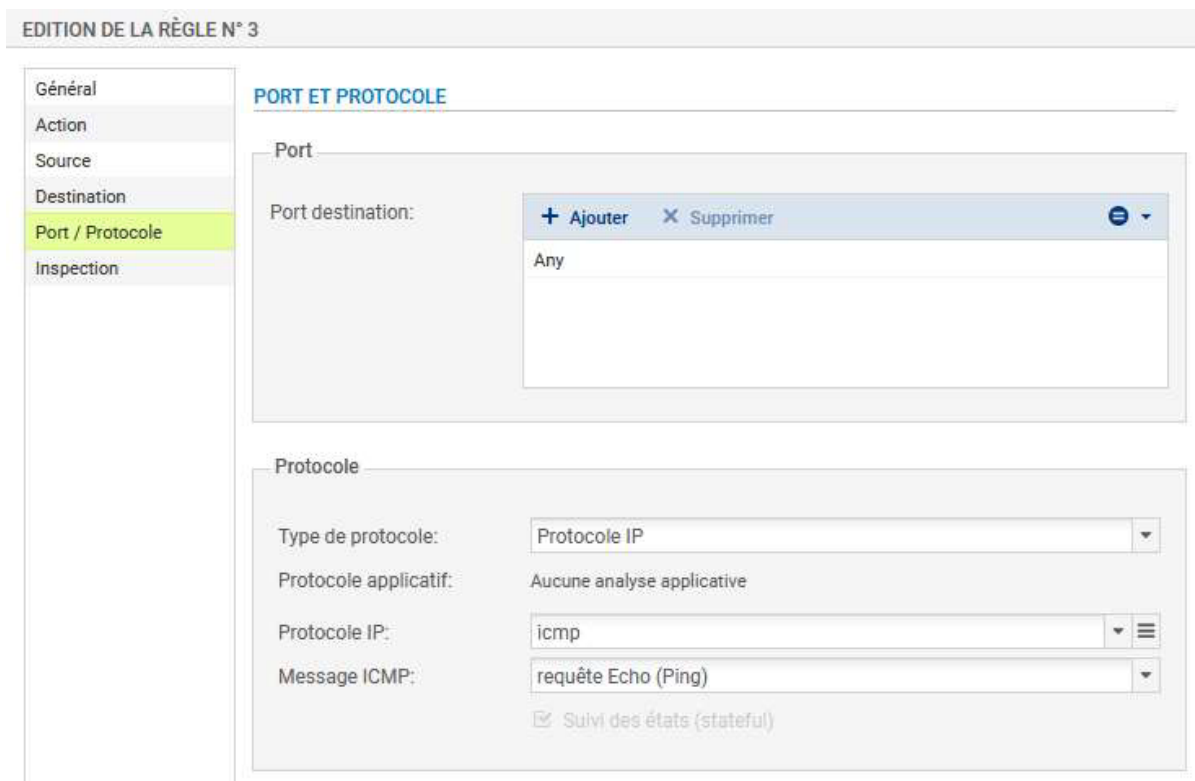 EDITION DE LA RÈGLE N° 3
Général
Action
Source
Destination
Port / Protocole
Inspection
PORT ET PROTOCOLE
Port
Port destination:
Ajouter
Supprimer
Any
Protocole
Type de protocole:
Protocole IP
Protocole applicatif:
Aucune analyse applicative
Protocole IP:
icmp
Message ICMP:
requête Echo (Ping)
Suivi des états (stateful)